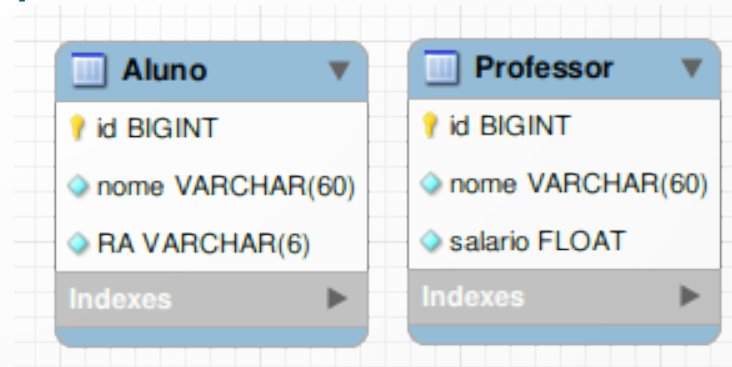 Aluno
id BIGINT
nome VARCHAR(60)
RA VARCHAR(6)
Indexes
Professor
id BIGINT
nome VARCHAR(60)
salario FLOAT
Indexes